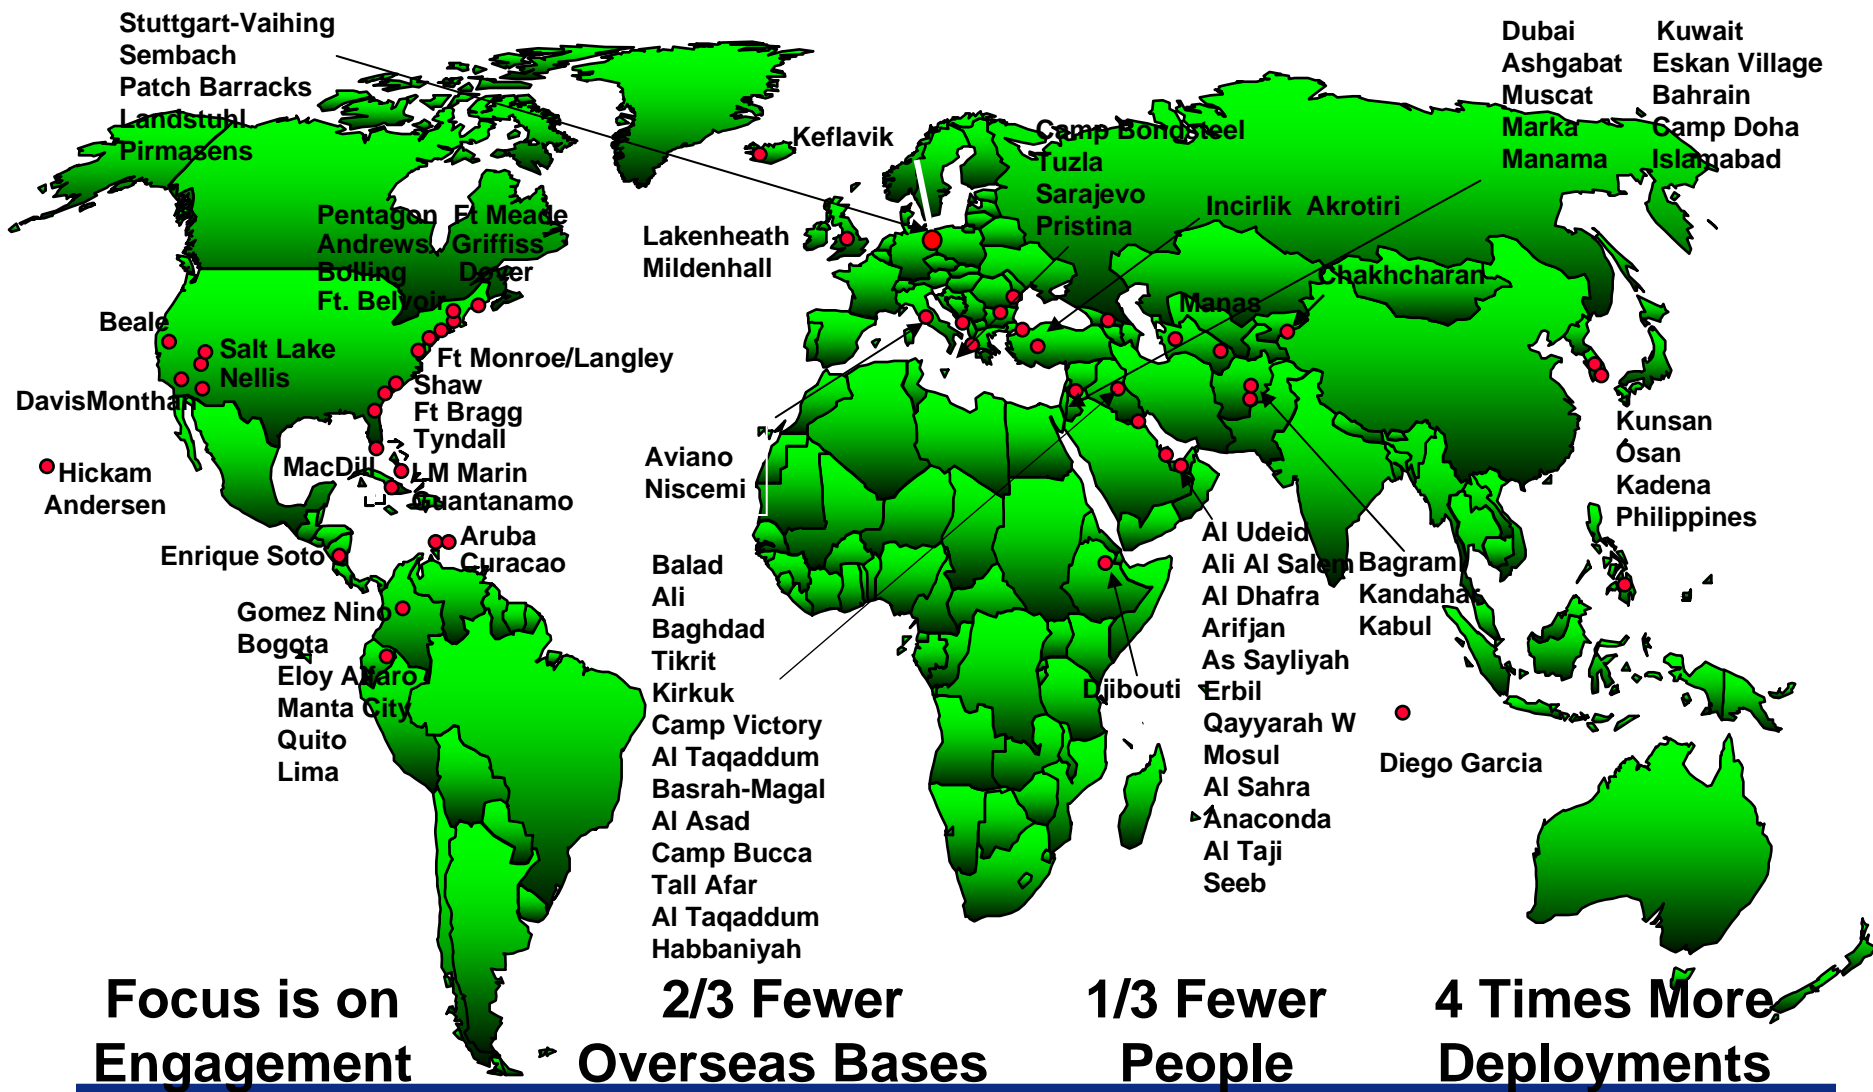 Stuttgart-Vaihing
Sembach
Patch Barracks
Landstuhl
Pirmasens
Dubai
Ashgabat
Muscat
Marka
Manama
Kuwait
Eskan Village
Bahrain
Camp Doha
Islamabad
Keflavik
Camp Bondsteel
Tuzla
Sarajevo
Pristina
Incirlik Akrotiri
Lakenheath
Mildenhall
Pentagon Ft Meade
Andrews Griffiss
Bolling Dover
Ft. Belvoir
Chakhcharan
Manas
Beale
Salt Lake
Nellis
DavisMonthan
Ft Monroe/Langley
Shaw
Ft Bragg
Tyndall
MacDill
LM Marin
Guantanamo
Hickam
Andersen
Aviano
Niscemi
Kunsan
Osan
Kadena
Philippines
Enrique Soto
Aruba
Curacao
Gomez Nino
Bogota
Eloy Alfaro
Manta City
Quito
Lima
Balad
Ali
Baghdad
Tikrit
Kirkuk
Camp Victory
Al Taqaddum
Basrah-Magal
Al Asad
Camp Bucca
Tall Afar
Al Taqaddum
Habbaniyah
Djibouti
Al Udeid
Ali Al Salem
Al Dhafra
Arifjan
As Sayliyah
Erbil
Qayyarah W
Mosul
Al Sahra
Anaconda
Al Taji
Seeb
Bagram
Kandahar
Kabul
Diego Garcia
Focus is on
Engagement
2/3 Fewer
Overseas Bases
1/3 Fewer
People
4 Times More
Deployments